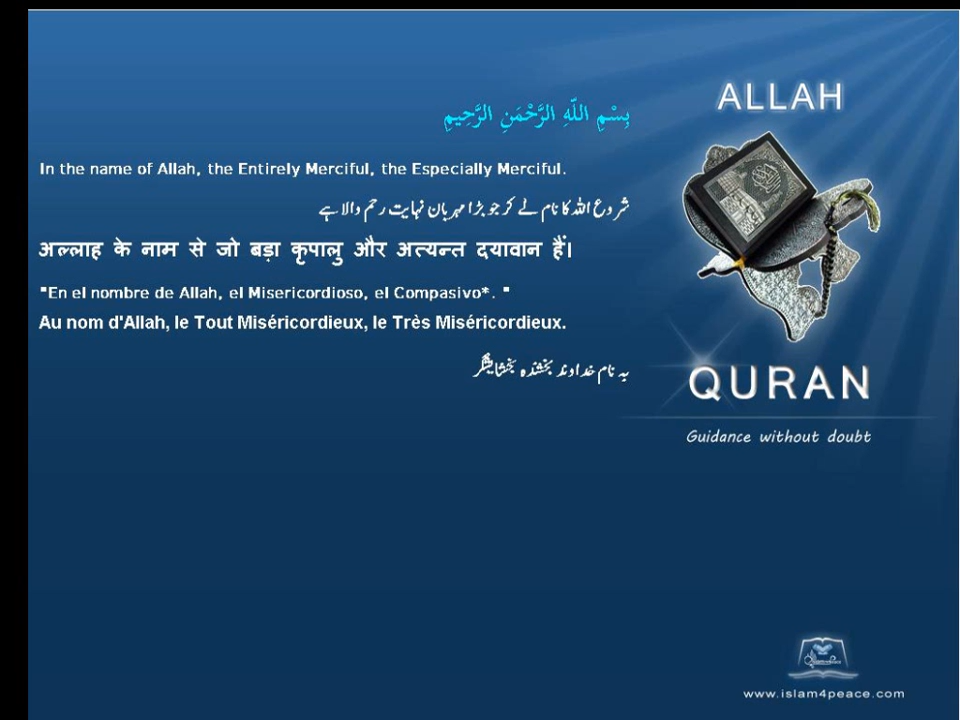 بِسْمِ اللَّهِ الرَّحْمَنِ الرَّحِيمِ
In the name of Allah, the Entirely Merciful, the Especially Merciful.
شروع الله کا نام لے کر جو بڑا مہربان نہایت رحم والا ہے
अल्लाह के नाम से जो बड़ा कृपालु और अत्यन्त दयावान हैं।
"En el nombre de Allah, el Misericordioso, el Compasivo*. "
Au nom d'Allah, le Tout Miséricordieux, le Très Miséricordieux.
به نام خداوند بخشنده بخشایشگر
ALLAH
QURAN
Guidance without doubt
www.islam4peace.com